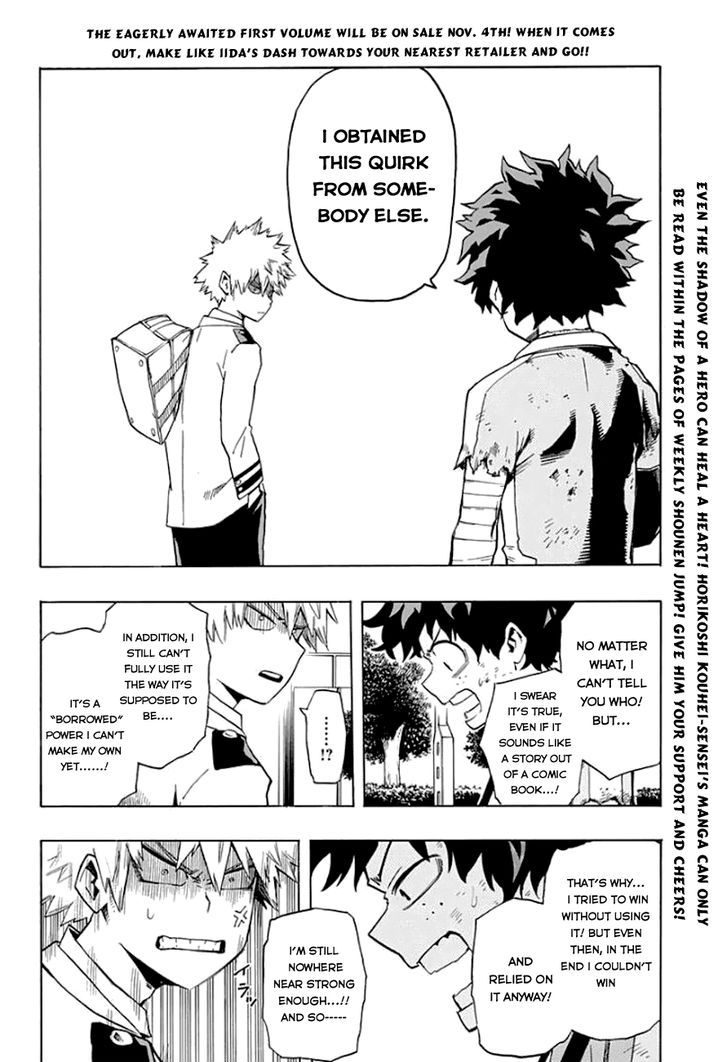 THE EAGERLY AWAITED FIRST VOLUME WILL BE ON SALE NOV. 4TH! WHEN IT COMES
OUT, MAKE LIKE IIDA'S DASH TOWARDS YOUR NEAREST RETAILER AND GO!!
EVEN THE SHADOW OF A HERO CAN HEAL A HEART! HORIKOSHI KOUHEI-SENSEI'S MANGA CAN ONLY
BE READ WITHIN THE PAGES OF WEEKLY SHOUNEN JUMP! GIVE HIM YOUR SUPPORT AND CHEERS!
I OBTAINED
THIS QUIRK
FROM SOME-
BODY ELSE.
NO MATTER
WHAT, I
CAN'T TELL
YOU WHO!
BUT...
I SWEAR
IT'S TRUE,
EVEN IF IT
SOUNDS LIKE
A STORY OUT
OF A COMIC
BOOK...!
........
!?
IN ADDITION, I
STILL CAN'T
FULLY USE IT
THE WAY IT'S
SUPPOSED TO
BE....
IT'S A
"BORROWED"
POWER I CAN'T
MAKE MY OWN
YET......!
THAT'S WHY...
I TRIED TO WIN
WITHOUT USING
IT! BUT EVEN
THEN, IN THE
END I COULDN'T
WIN
AND
RELIED ON
IT ANYWAY!
I'M STILL
NOWHERE
NEAR STRONG
ENOUGH...!!
AND SO-----
イラッ